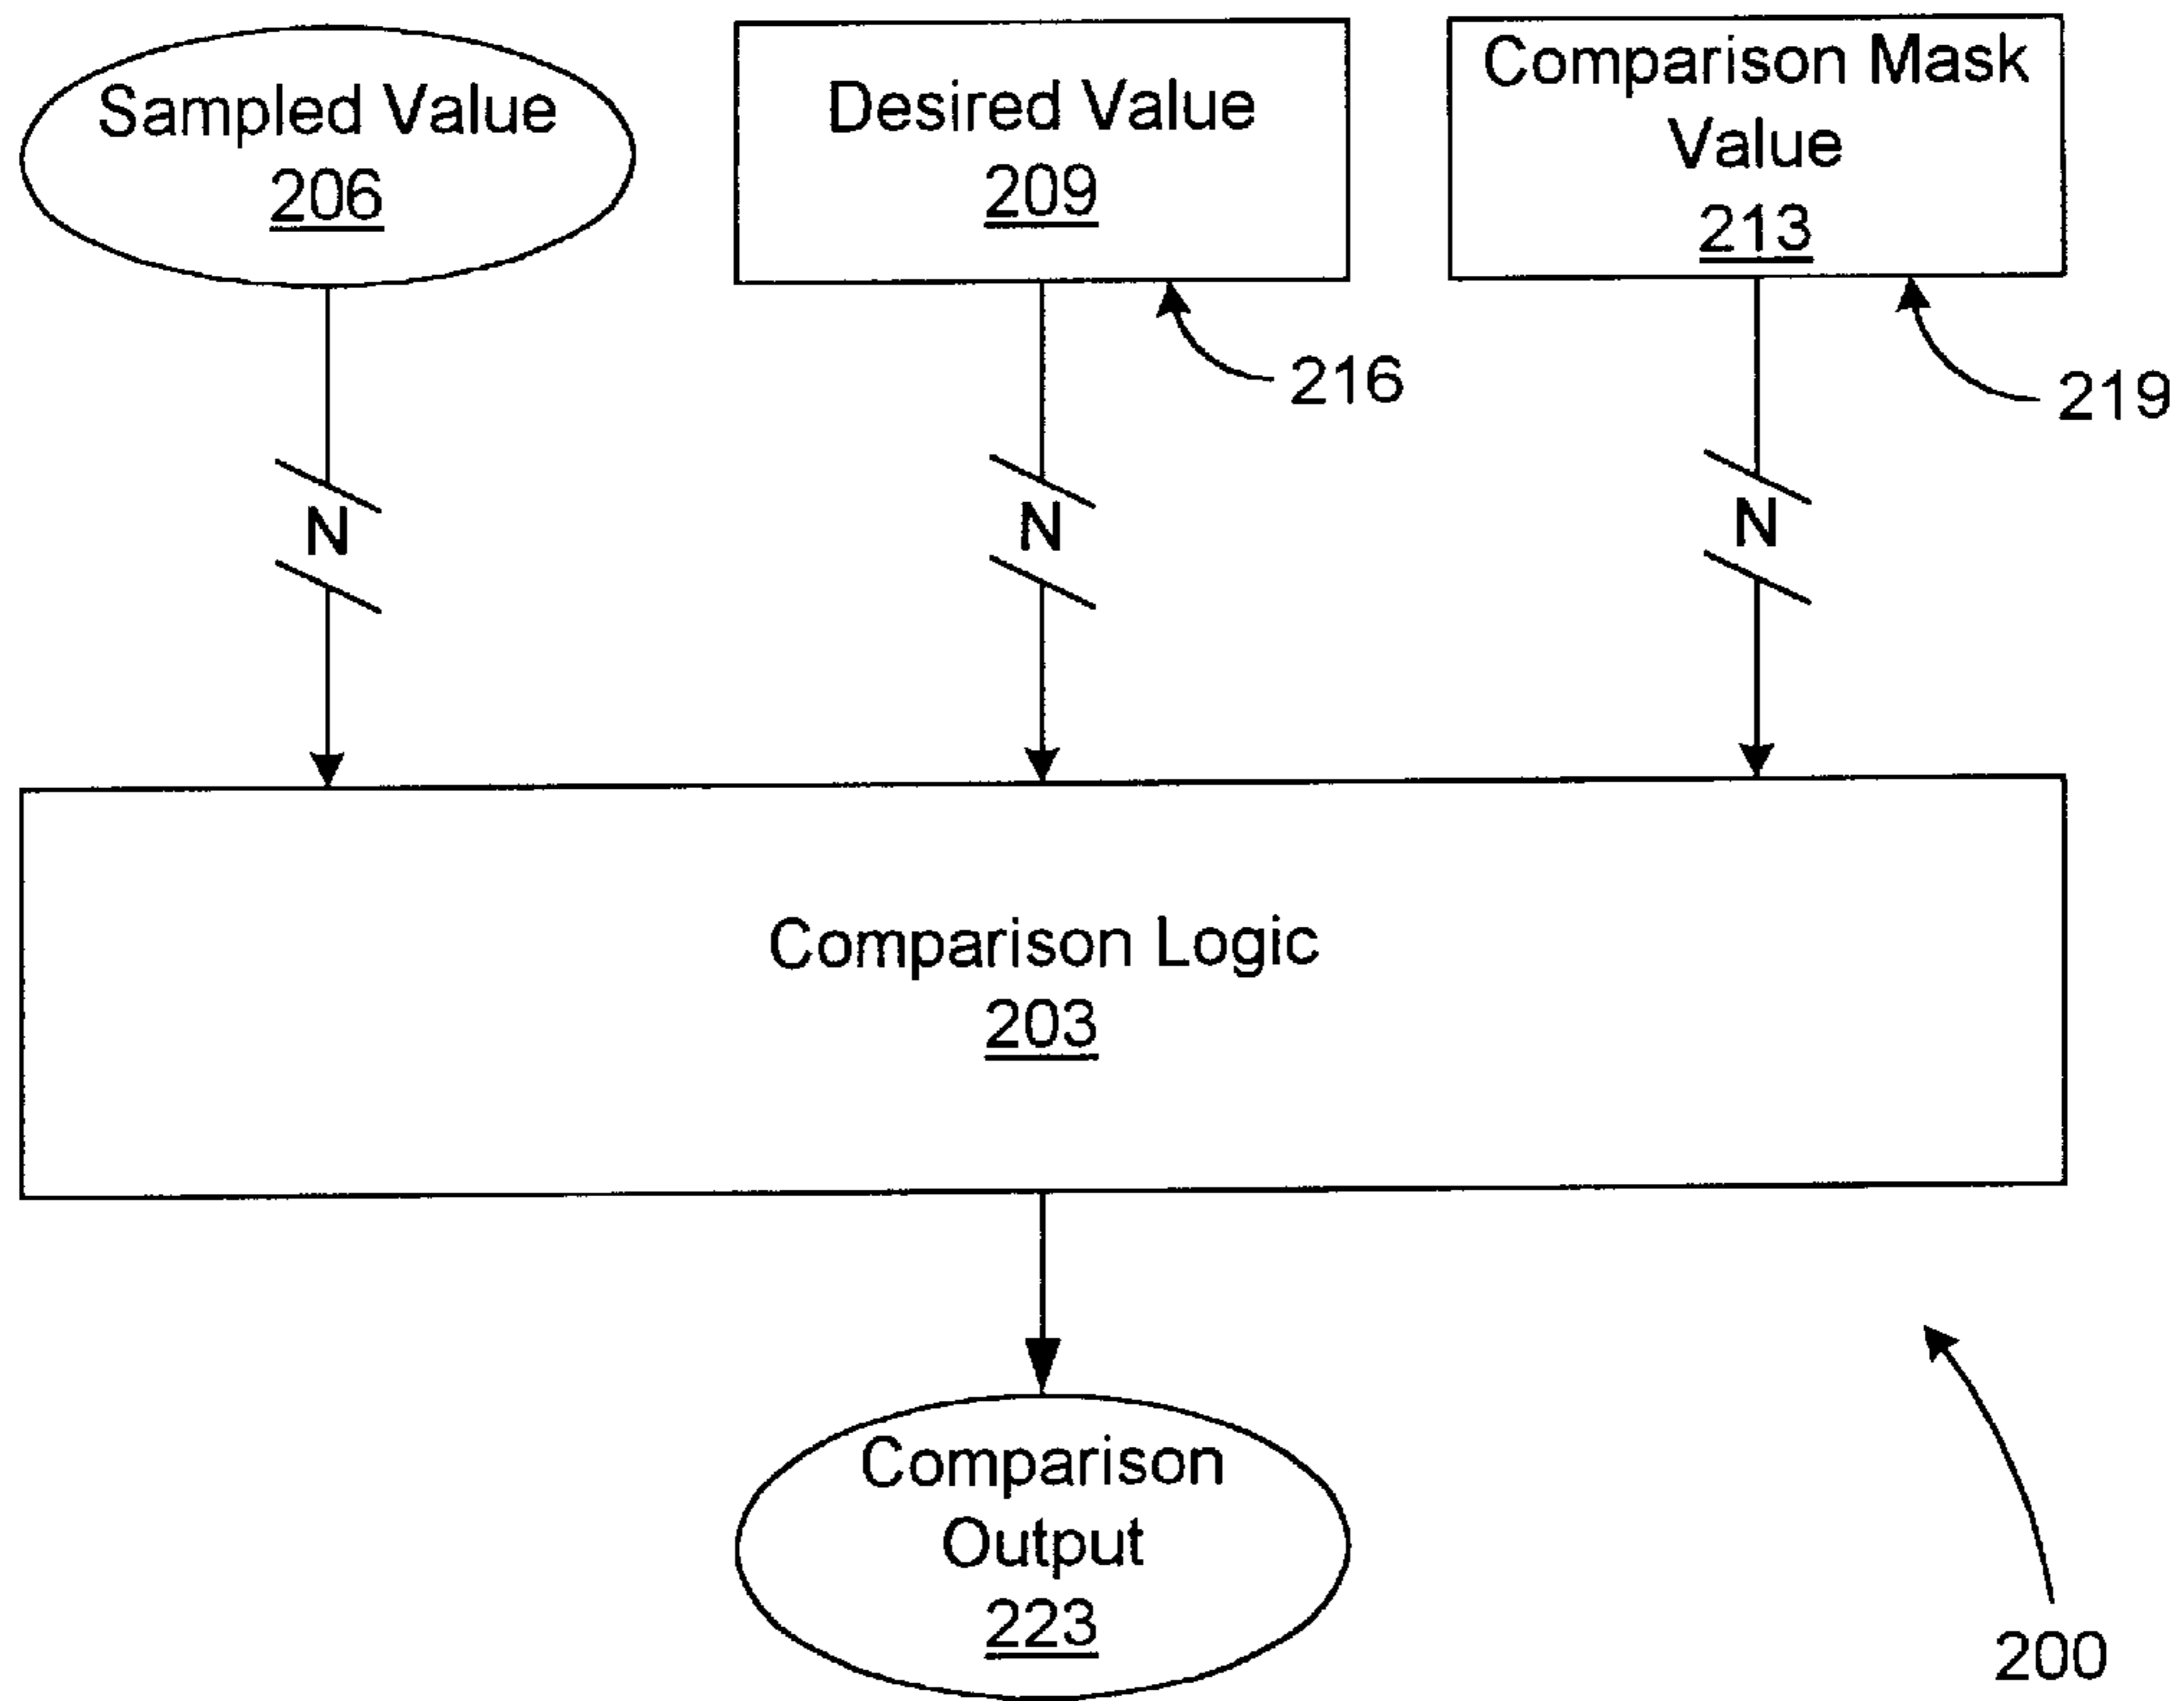 Sampled Value
206
Desired Value
209
Comparison Mask
Value
213
216
219
N
N
N
Comparison Logic
203
Comparison
Output
223
200